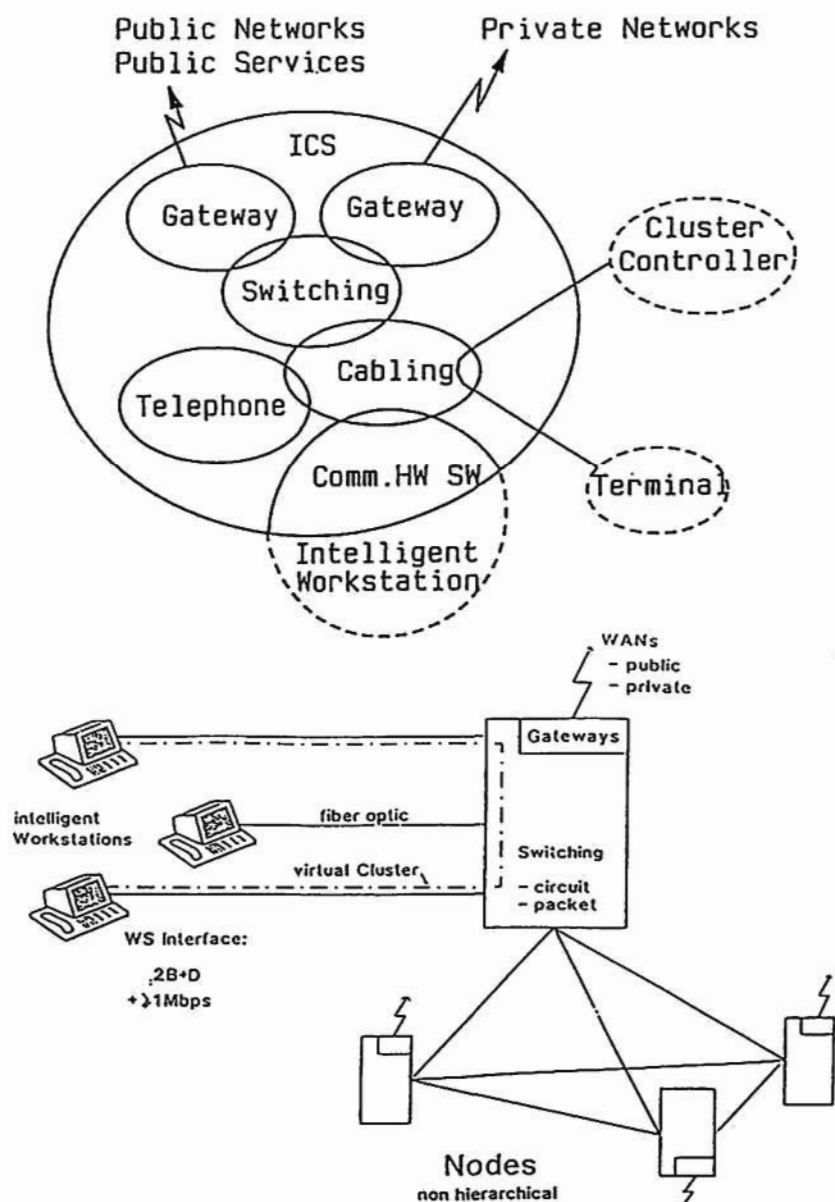 Public Networks
Public Services
Private Networks
ICS
Gateway
Gateway
Cluster
Controller
Switching
Cabling
Telephone
Comm.HW SW
Terminal
Intelligent
Workstation
WANs
- public
- private
Gateways
intelligent
Workstations
fiber optic
Switching
virtual Cluster
- circuit
- packet
WS Interface:
2B+D
+ 1Mbps
Nodes
non hierarchical